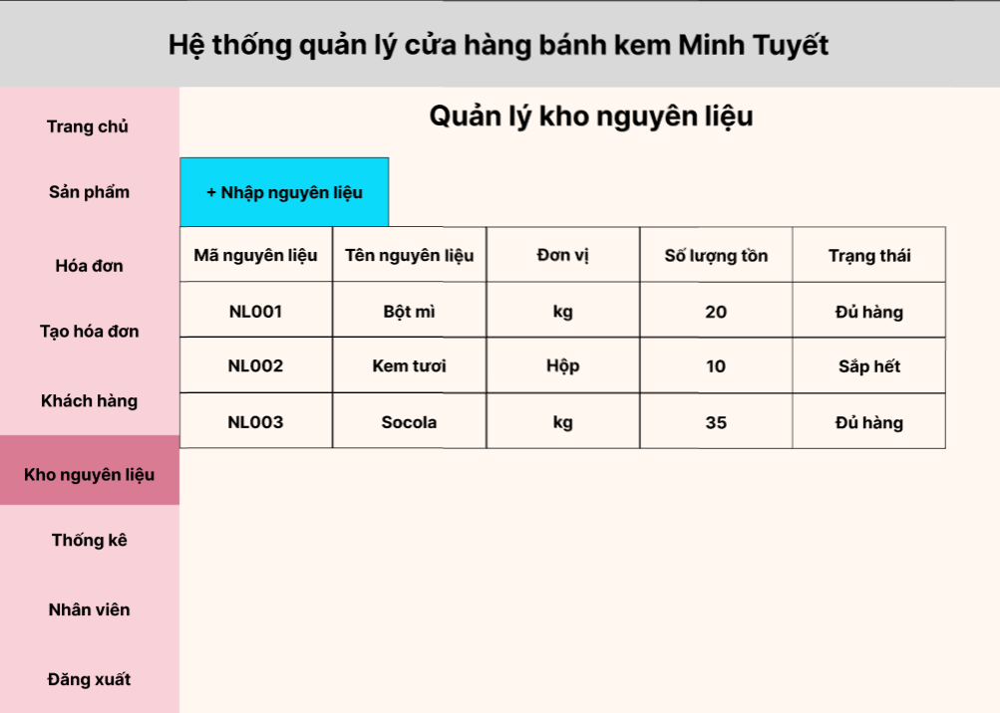 Hệ thống quản lý cửa hàng bánh kem Minh Tuyết
Trang chủ
Sản phẩm
Hóa đơn
Tạo hóa đơn
Khách hàng
Kho nguyên liệu
Thống kê
Nhân viên
Đăng xuất
Quản lý kho nguyên liệu
+ Nhập nguyên liệu
Mã nguyên liệu Tên nguyên liệu Đơn vị Số lượng tồn Trạng thái
NL001 Bột mì kg 20 Đủ hàng
NL002 Kem tươi Hộp 10 Sắp hết
NL003 Socola kg 35 Đủ hàng